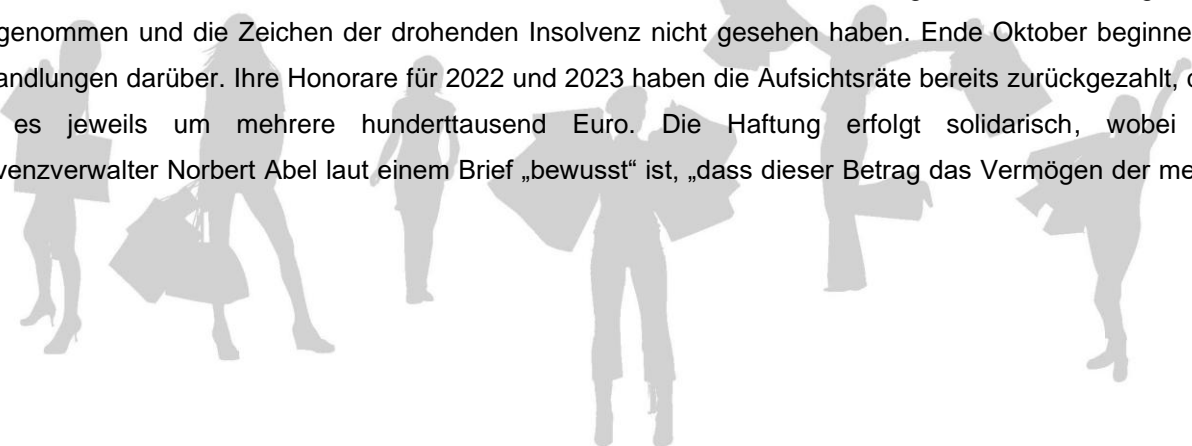 genommen und die Zeichen der drohenden Insolvenz nicht gesehen haben. Ende Oktober beginne
andlungen darüber. Ihre Honorare für 2022 und 2023 haben die Aufsichtsräte bereits zurückgezahlt,
es jeweils um mehrere hunderttausend Euro. Die Haftung erfolgt solidarisch, wobei
venzverwalter Norbert Abel laut einem Brief „bewusst“ ist, „dass dieser Betrag das Vermögen der me